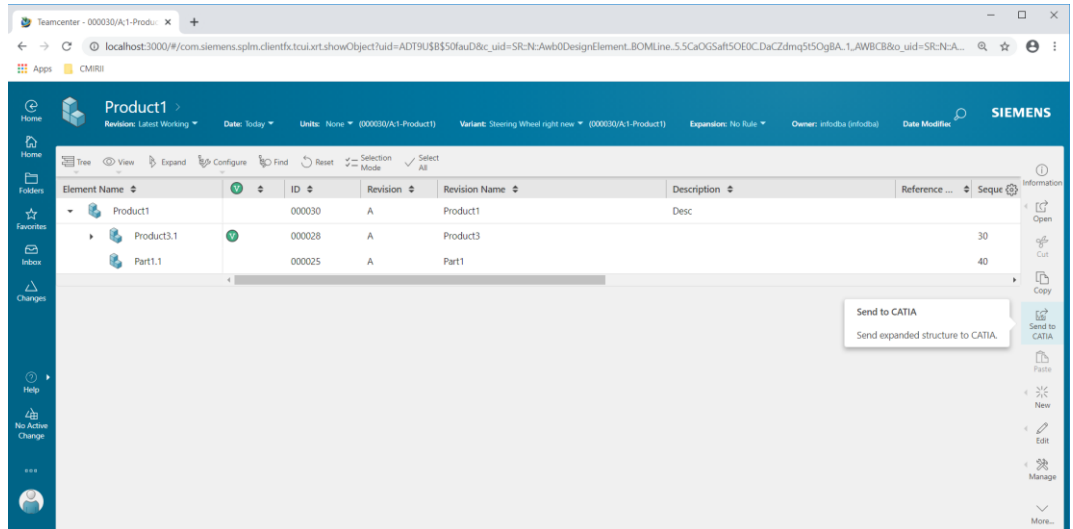 Teamcenter - 000030/A;1-Produc
localhost:3000/#/com.siemens.splm.clientfx.tcui.xrt.showObject?uid=ADT9U$B$S0fauD&c_uid=SR::N::Awb0DesignElement..BOMLine..5.5CaOGSaft5OE0C.DaCZdmq5t5OgBA..1,,AWBCB&o_uid=SR::N::A...
Apps CMIRII
Home
Product1 >
SIEMENS
Revision: Latest Working Date: Today Units: None (000030/A;1-Product1) Variant: Steering Wheel right new (000030/A;1-Product1) Expansion: No Rule Owner: infodba (infodba) Date Modified
Home
Tree View Expand Configure Find Reset Selection Mode Select All
Folders
Element Name ID Revision Revision Name Description Reference ... Seque
Information
Product1 000030 A Product1 Desc
Open
Favorites
Product3.1 V 000028 A Product3 30
Cut
Inbox
Part1.1 000025 A Part1 40
Copy
Changes
Send to CATIA
Send expanded structure to CATIA.
Send to
CATIA
Paste
Help
New
No Active
Change
Edit
Manage
More...